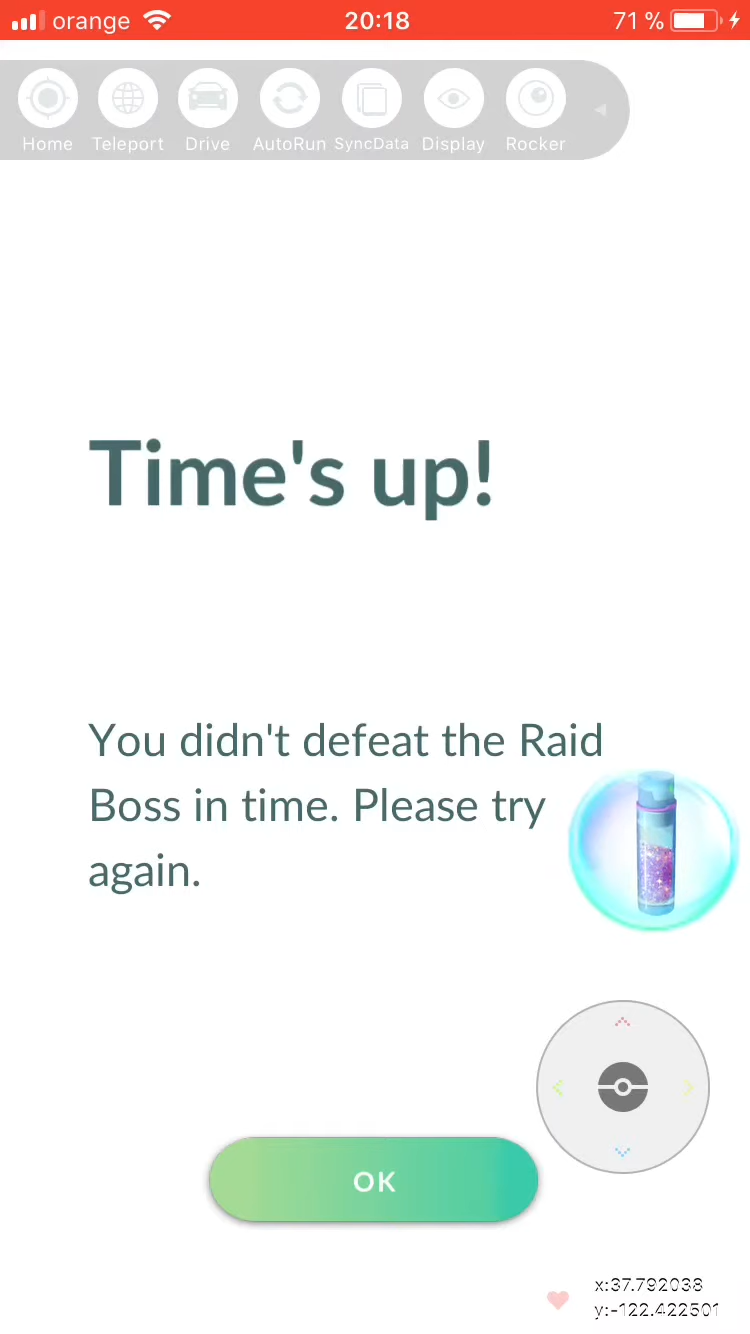 orange
20:18
71 %
Home Teleport Drive AutoRun SyncData Display Rocker
Time's up!
You didn't defeat the Raid
Boss in time. Please try
again.
OK
x:37.792038
y:-122.422501